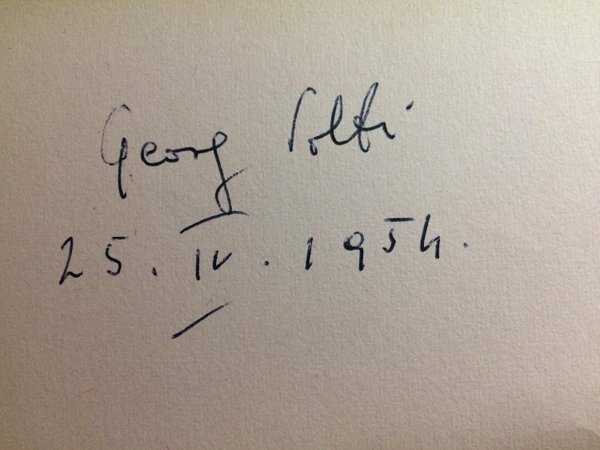 Georg Solti
25. IV. 1954.